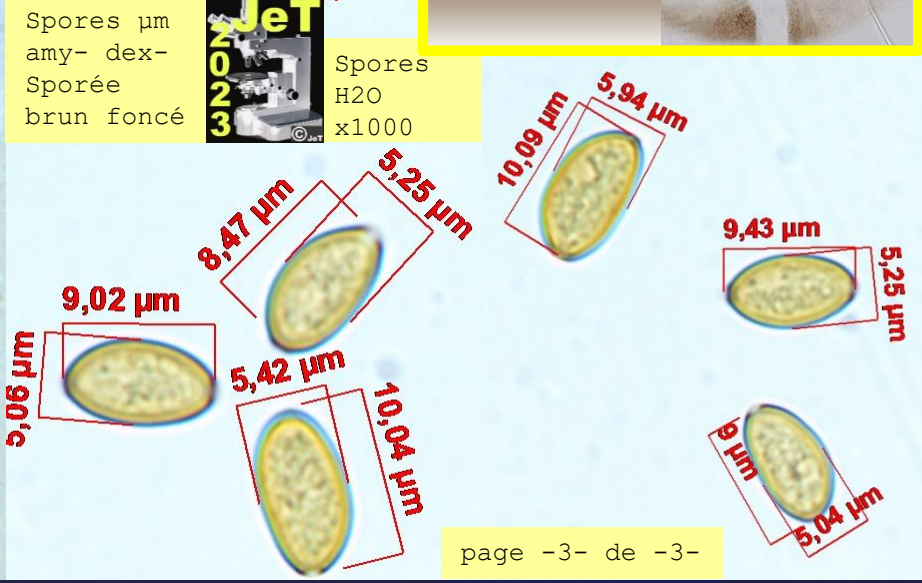 Spores µm
amy- dex-
Sporée
brun foncé
JeT
2023
© JeT
Spores
H2O
x1000
10,09 µm
5,94 µm
8,47 µm
5,25 µm
9,43 µm
5,25 µm
9,02 µm
5,06 µm
5,42 µm
10,04 µm
9 µm
5,04 µm
page -3- de -3-